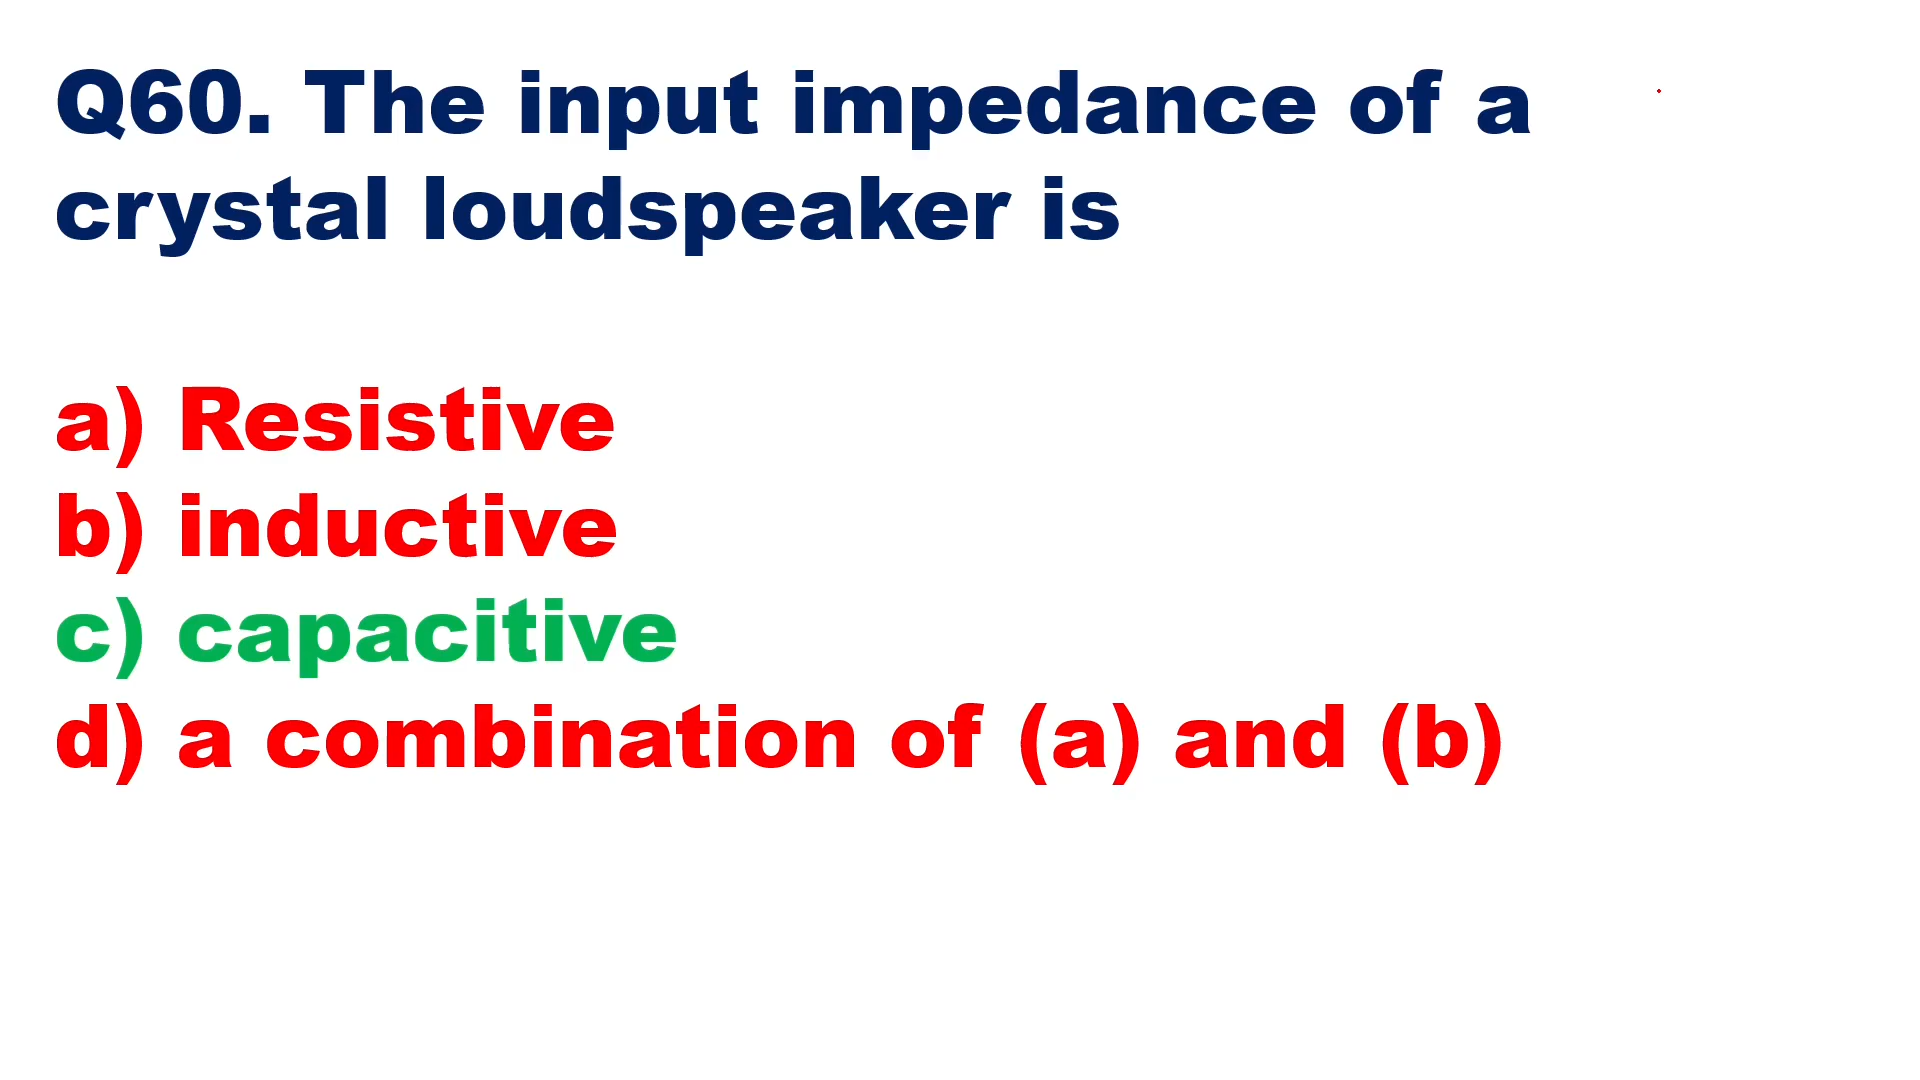 Q60. The input impedance of a
crystal loudspeaker is
a) Resistive
b) inductive
c) capacitive
d) a combination of (a) and (b)